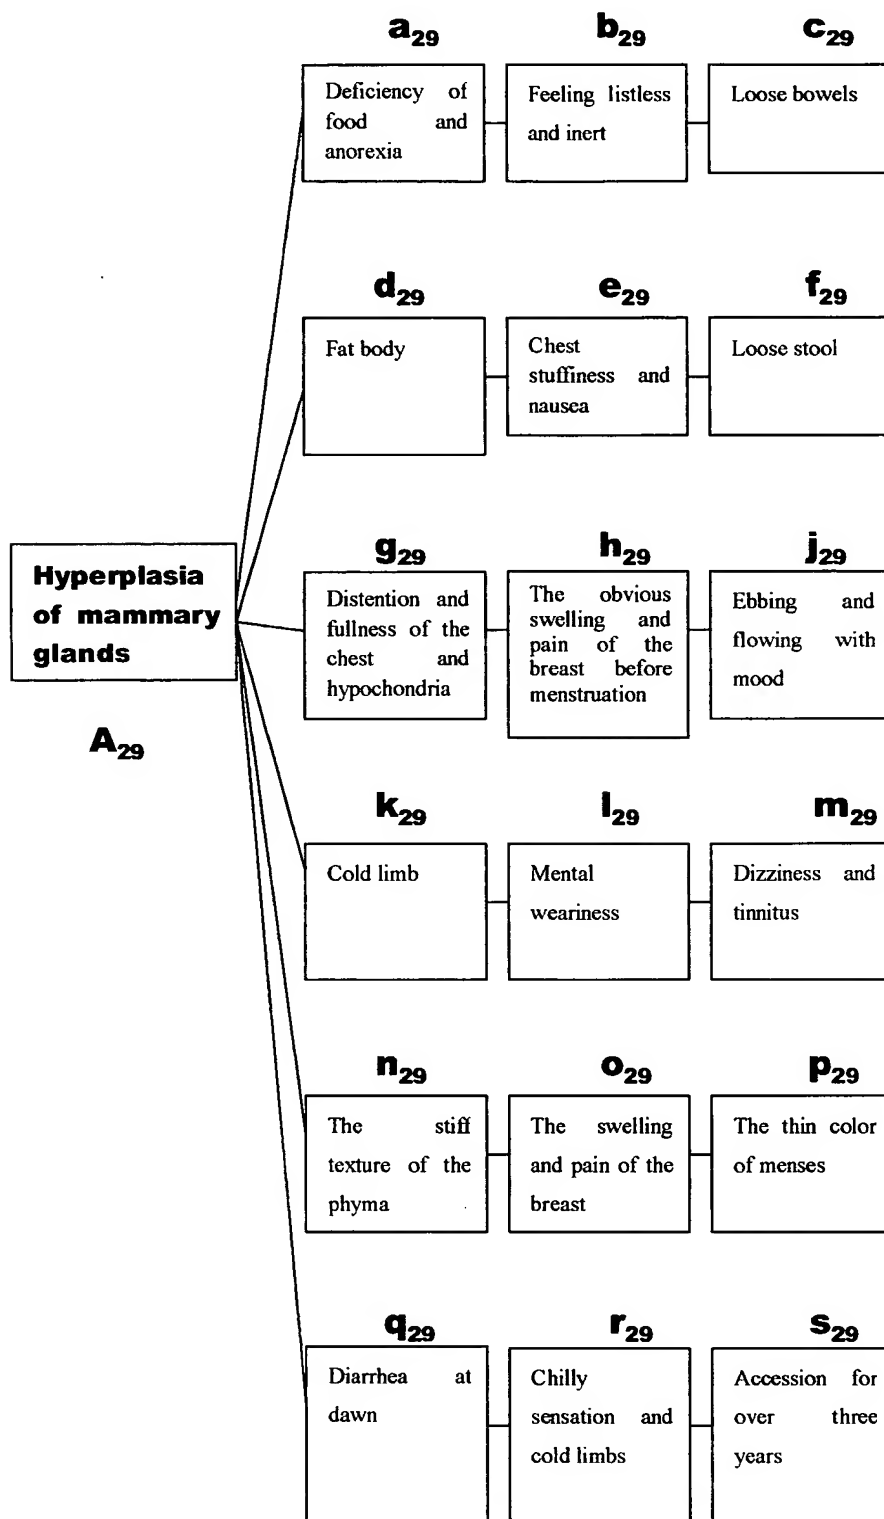 a29 b29 c29
Deficiency of
food and
anorexia
Feeling listless
and inert
Loose bowels
d29 e29 f29
Fat body
Chest
stuffiness and
nausea
Loose stool
Hyperplasia
of mammary
glands
A29
g29 h29 j29
Distention and
fullness of the
chest and
hypochondria
The obvious
swelling and
pain of the
breast before
menstruation
Ebbing and
flowing with
mood
k29 l29 m29
Cold limb
Mental
weariness
Dizziness and
tinnitus
n29 o29 p29
The stiff
texture of the
phyma
The swelling
and pain of the
breast
The thin color
of menses
q29 r29 s29
Diarrhea at
dawn
Chilly
sensation and
cold limbs
Accession for
over three
years